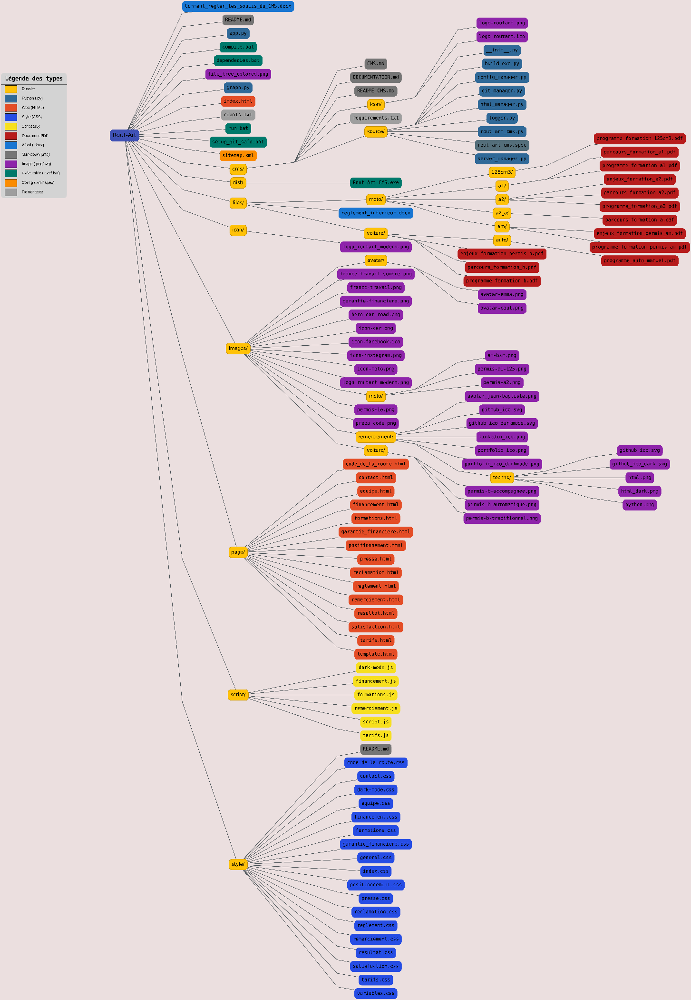 Légende des types
Dossier
Python (.py)
Web (HTML)
Style (CSS)
Script (JS)
Document PDF
Word (.docx)
Markdown (.md)
Image (.png/svg)
Exécutable (.exe/.bat)
Config (.xml/.spec)
Fichier texte
Rout-Art
Comment_regler_les_soucis_du_CMS.docx
README.md
app.py
compile.bat
dependecies.bat
file_tree_colored.png
graph.py
index.html
robots.txt
run.bat
setup_git_safe.bat
sitemap.xml
cms/
dist/
files/
icon/
images/
page/
script/
style/
CMS.md
DOCUMENTATION.md
README_CMS.md
icon/
requirements.txt
source/
Rout_Art_CMS.exe
moto/
reglement_interieur.docx
voiture/
logo_routart_modern.png
avatar/
france-travail-sombre.png
france-travail.png
garantie-financiere.png
hero-car-road.png
icon-car.png
icon-facebook.ico
icon-instagram.png
icon-moto.png
logo_routart_modern.png
moto/
permis-1e.png
prepa_code.png
remerciement/
voiture/
code_de_la_route.html
contact.html
equipe.html
financement.html
formations.html
garantie_financiere.html
positionnement.html
presse.html
reclamation.html
reglement.html
remerciement.html
resultat.html
satisfaction.html
tarifs.html
template.html
dark-mode.js
financement.js
formations.js
remerciement.js
script.js
tarifs.js
README.md
code_de_la_route.css
contact.css
dark-mode.css
equipe.css
financement.css
formations.css
garantie_financiere.css
general.css
index.css
positionnement.css
presse.css
reclamation.css
reglement.css
remerciement.css
resultat.css
satisfaction.css
tarifs.css
variables.css
logo-routart.png
logo_routart.ico
__init__.py
build_exe.py
config_manager.py
git_manager.py
html_manager.py
logger.py
rout_art_cms.py
rout_art_cms.spec
server_manager.py
125cm3/
a1/
a2/
a2_a/
am/
auto/
enjeux_formation_permis_b.pdf
parcours_formation_b.pdf
programme_formation_b.pdf
avatar-emma.png
avatar-paul.png
am-bsr.png
permis-a1-125.png
permis-a2.png
avatar_jean-baptiste.png
github_ico.svg
github_ico_darkmode.svg
linkedin_ico.png
portfolio_ico.png
portfolio_ico_darkmode.png
techno/
permis-b-accompagnee.png
permis-b-automatique.png
permis-b-traditionnel.png
programme_formation_125cm3.pdf
parcours_formation_a1.pdf
programme_formation_a1.pdf
enjeux_formation_a2.pdf
parcours_formation_a2.pdf
programme_formation_a2.pdf
parcours_formation_a.pdf
enjeux_formation_permis_am.pdf
programme_formation_permis_am.pdf
programme_auto_manuel.pdf
github_ico.svg
github_ico_dark.svg
html.png
html_dark.png
python.png